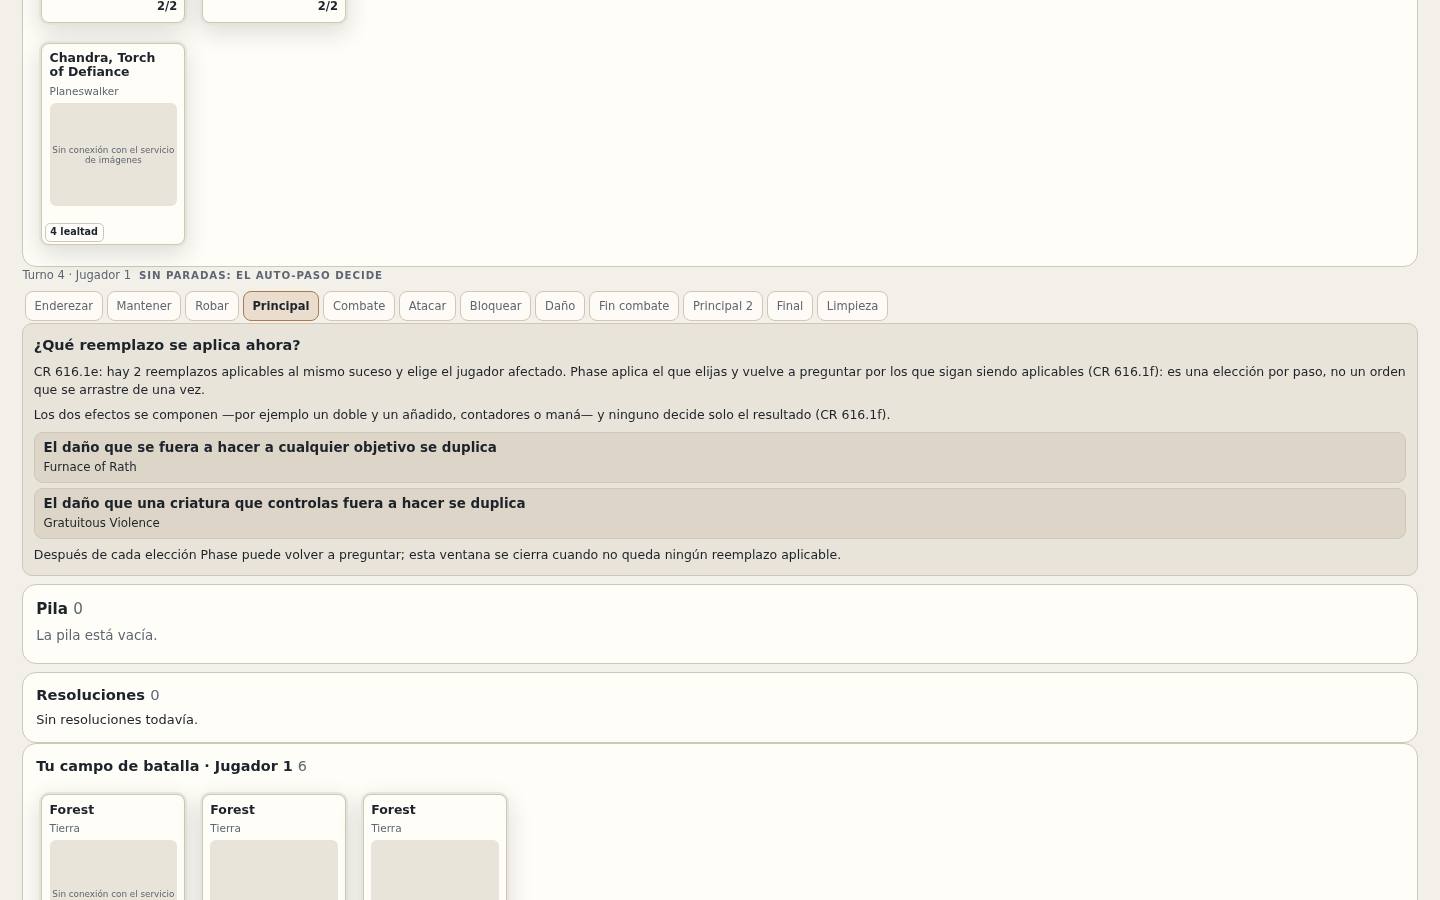 2/2
2/2
Chandra, Torch
of Defiance
Planeswalker
Sin conexión con el servicio
de imágenes
4 lealtad
Turno 4 · Jugador 1 SIN PARADAS: EL AUTO-PASO DECIDE
Enderezar Mantener Robar Principal Combate Atacar Bloquear Daño Fin combate Principal 2 Final Limpieza
¿Qué reemplazo se aplica ahora?
CR 616.1e: hay 2 reemplazos aplicables al mismo suceso y elige el jugador afectado. Phase aplica el que elijas y vuelve a preguntar por los que sigan siendo aplicables (CR 616.1f): es una elección por paso, no un orden
que se arrastre de una vez.
Los dos efectos se componen —por ejemplo un doble y un añadido, contadores o maná— y ninguno decide solo el resultado (CR 616.1f).
El daño que se fuera a hacer a cualquier objetivo se duplica
Furnace of Rath
El daño que una criatura que controlas fuera a hacer se duplica
Gratuitous Violence
Después de cada elección Phase puede volver a preguntar; esta ventana se cierra cuando no queda ningún reemplazo aplicable.
Pila 0
La pila está vacía.
Resoluciones 0
Sin resoluciones todavía.
Tu campo de batalla · Jugador 1 6
Forest Forest Forest
Tierra Tierra Tierra
Sin conexión con el servicio